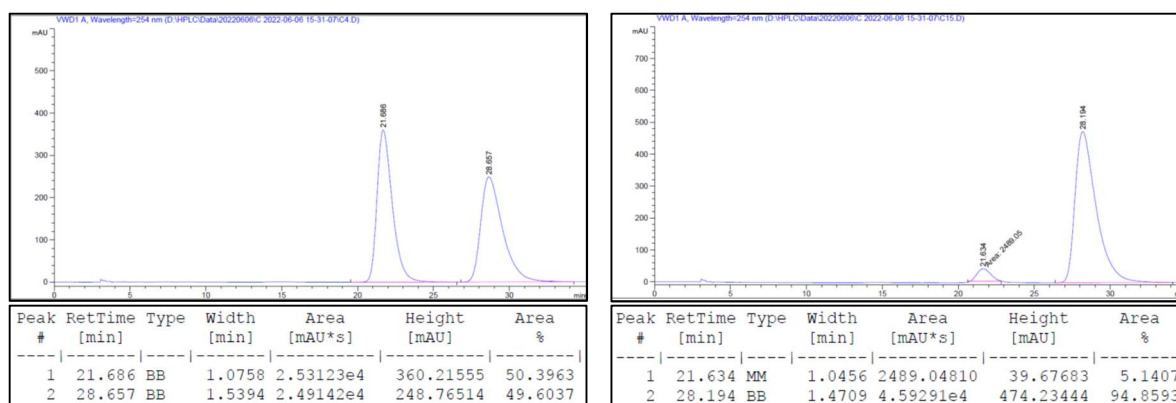 VWD1 A, Wavelength=254 nm (D:\HPLC\Data\20220606\C 2022-06-06 15-31-07\C4.D)
mAU
500
400
300
200
100
0
21.686
28.657
0 5 10 15 20 25 30 min
Peak RetTime Type Width Area Height Area
# [min] [min] [mAU*s] [mAU] %
----|-------|----|-------|----------|----------|--------|
1 21.686 BB 1.0758 2.53123e4 360.21555 50.3963
2 28.657 BB 1.5394 2.49142e4 248.76514 49.6037
VWD1 A, Wavelength=254 nm (D:\HPLC\Data\20220606\C 2022-06-06 15-31-07\C15.D)
mAU
700
600
500
400
300
200
100
0
21.634
Area: 2489.05
28.194
0 5 10 15 20 25 30
Peak RetTime Type Width Area Height Area
# [min] [min] [mAU*s] [mAU] %
----|-------|----|-------|----------|----------|--------|
1 21.634 MM 1.0456 2489.04810 39.67683 5.1407
2 28.194 BB 1.4709 4.59291e4 474.23444 94.8593